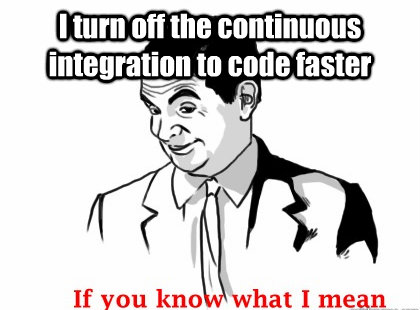 I turn off the continuous
integration to code faster
If you know what I mean